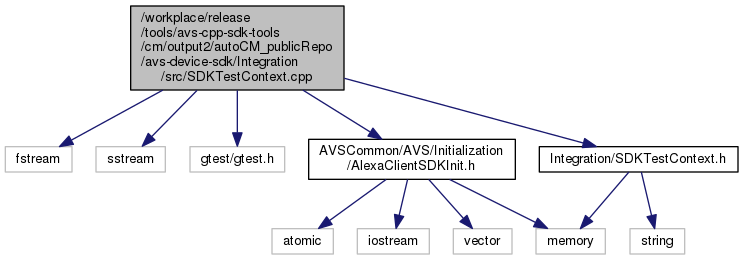 /workplace/release
/tools/avs-cpp-sdk-tools
/cm/output2/autoCM_publicRepo
/avs-device-sdk/Integration
/src/SDKTestContext.cpp
fstream
sstream
gtest/gtest.h
AVSCommon/AVS/Initialization
/AlexaClientSDKInit.h
Integration/SDKTestContext.h
atomic
iostream
vector
memory
string